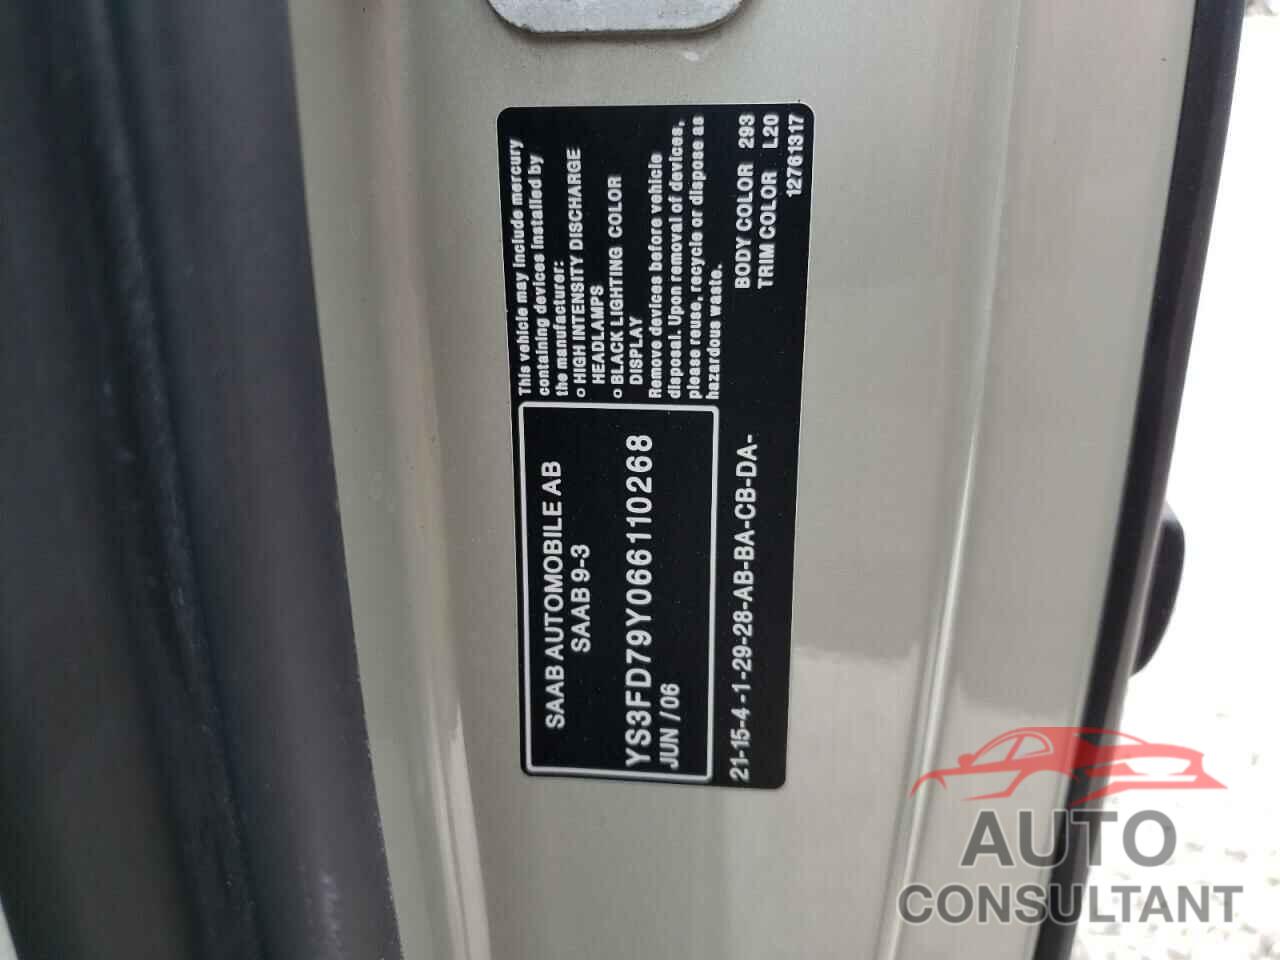 SAAB AUTOMOBILE AB
SAAB 9-3
YS3FD79Y066110268
JUN / 06
21-15-4 -1-29-28-AB-BA-CB-DA-
This vehicle may include mercury
containing devices installed by
the manufacturer:
o HIGH INTENSITY DISCHARGE
HEADLAMPS
o BLACK LIGHTING COLOR
DISPLAY
Remove devices before vehicle
disposal. Upon removal of devices,
please reuse, recycle or dispose as
hazardous waste.
BODY COLOR 293
TRIM COLOR L20
12761317
AUTO
CONSULTANT